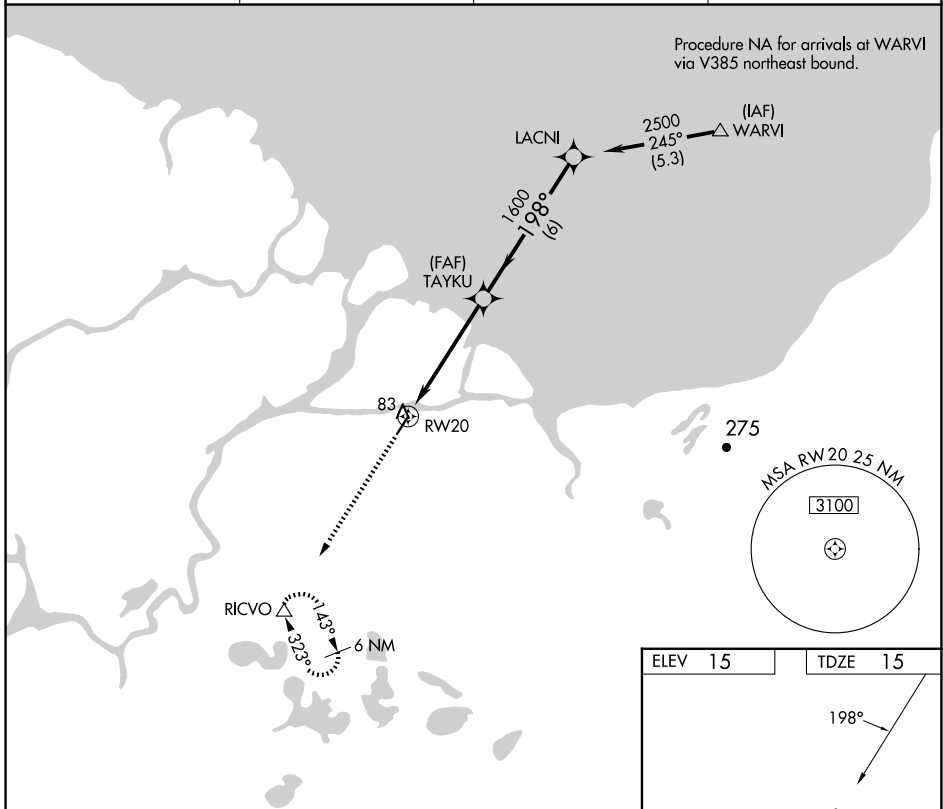 Procedure NA for arrivals at WARVI
via V385 northeast bound.
(IAF)
WARVI
2500
245°
(5.3)
LACNI
1600
198°
(6)
(FAF)
TAYKU
83
RW20
275
MSA RW20 25 NM
3100
RICVO
143°
323°
6 NM
ELEV 15
TDZE 15
198°